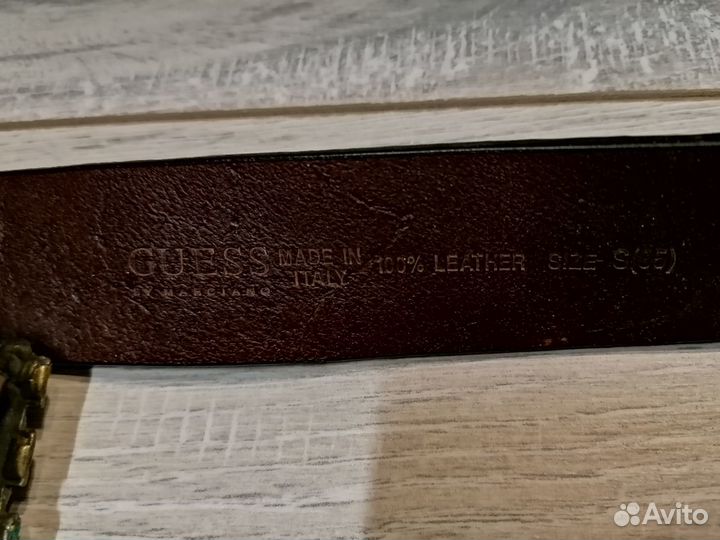 GUESS
BY MARCIANO
MADE IN
ITALY
100% LEATHER SIZE S(85)
Avito